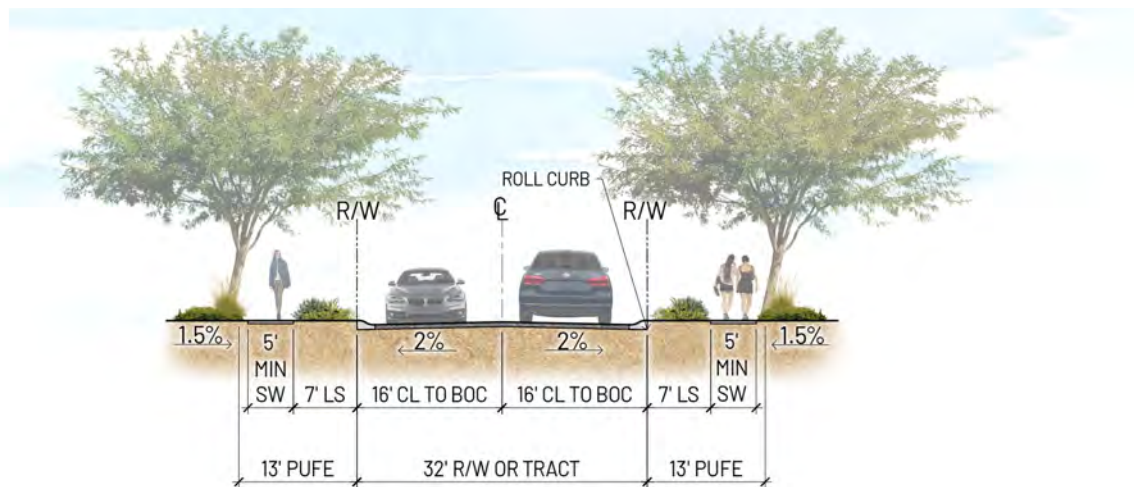 ROLL CURB
R/W
℄
R/W
1.5%
5'
MIN
SW
2%
2%
5'
MIN
SW
1.5%
7' LS
16' CL TO BOC
16' CL TO BOC
7' LS
13' PUFE
32' R/W OR TRACT
13' PUFE